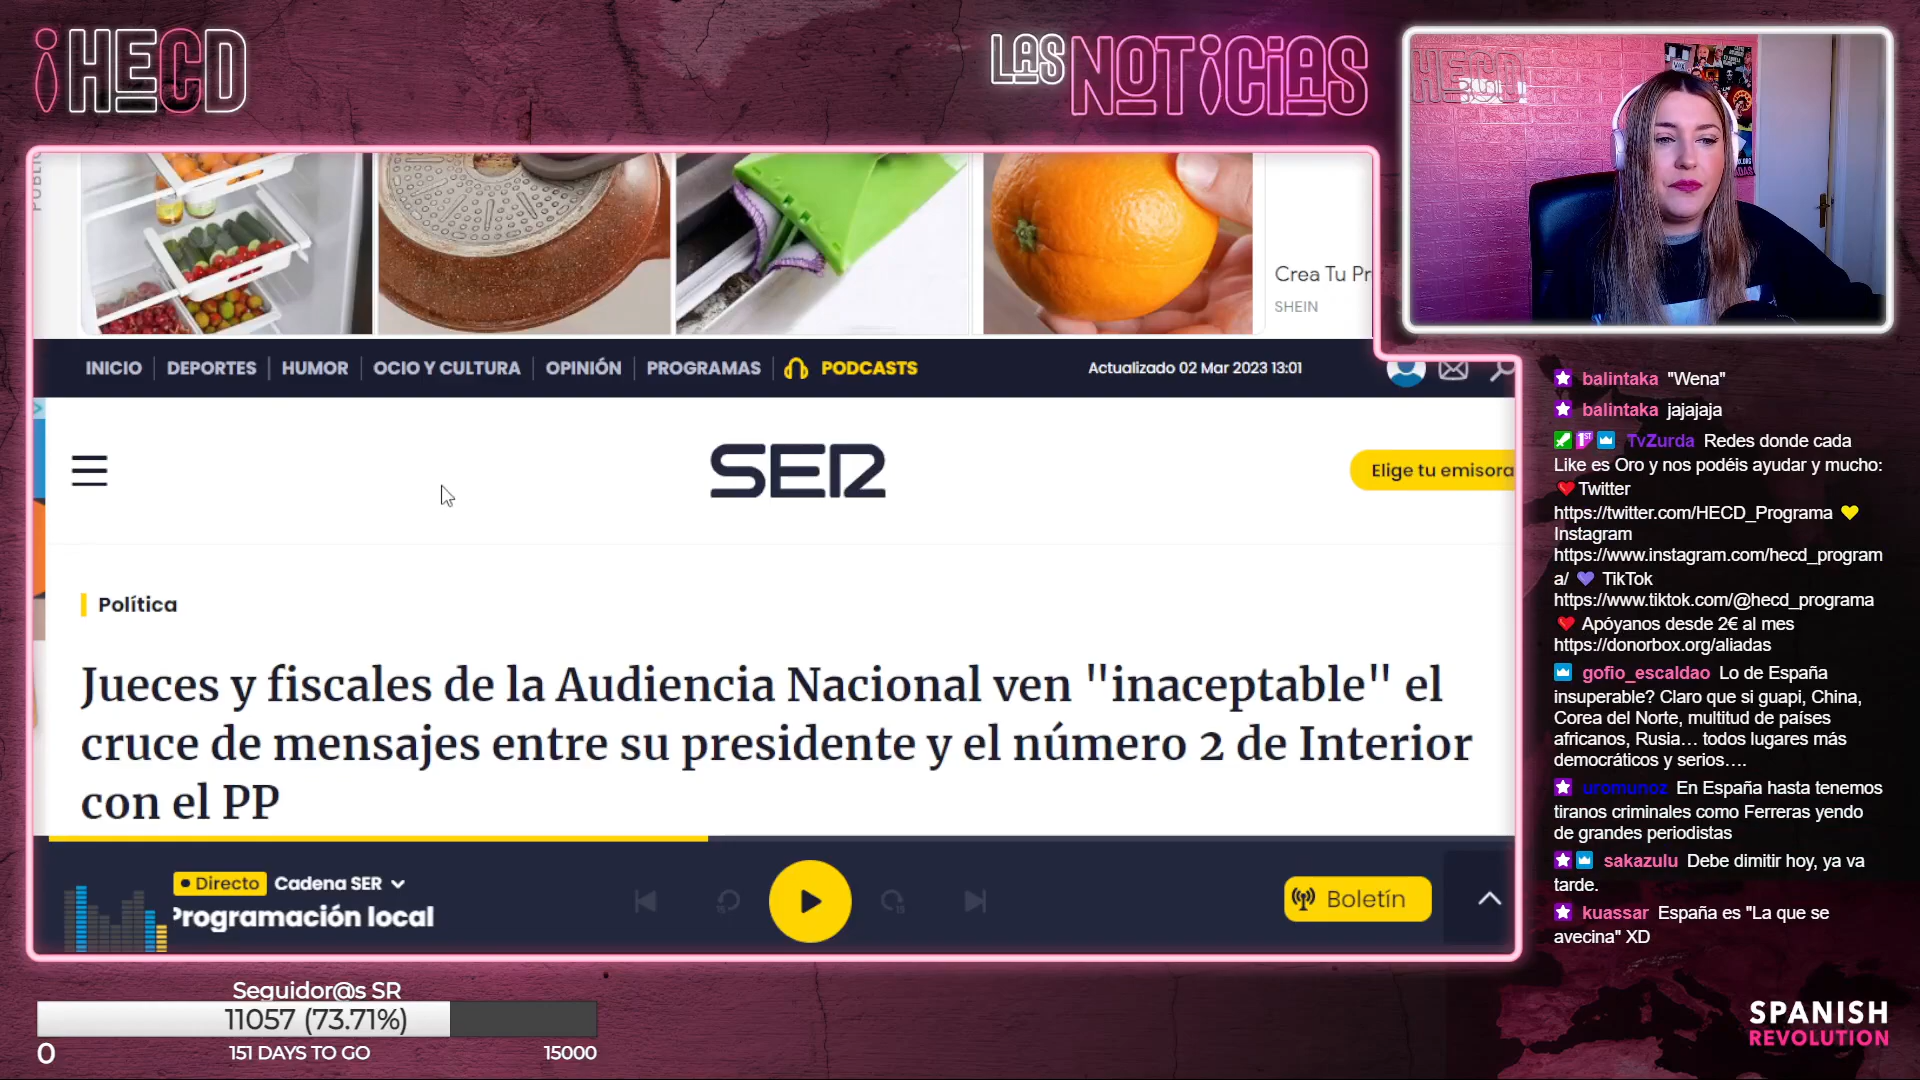 ¡HECD
LAS NOTICIAS
HECD
PUBLIC
Crea Tu Pr
SHEIN
INICIO
DEPORTES
HUMOR
OCIO Y CULTURA
OPINIÓN
PROGRAMAS
PODCASTS
Actualizado 02 Mar 2023 13:01
SER
Elige tu emisora
Política
Jueces y fiscales de la Audiencia Nacional ven "inaceptable" el
cruce de mensajes entre su presidente y el número 2 de Interior
con el PP
Directo Cadena SER
Programación local
Boletín
balintaka "Wena"
balintaka jajajaja
1ST TvZurda Redes donde cada
Like es Oro y nos podéis ayudar y mucho:
❤️Twitter
https://twitter.com/HECD_Programa 💛
Instagram
https://www.instagram.com/hecd_program
a/ 💜 TikTok
https://www.tiktok.com/@hecd_programa
❤️ Apóyanos desde 2€ al mes
https://donorbox.org/aliadas
gofio_escaldao Lo de España
insuperable? Claro que si guapi, China,
Corea del Norte, multitud de países
africanos, Rusia… todos lugares más
democráticos y serios….
uromunoz En España hasta tenemos
tiranos criminales como Ferreras yendo
de grandes periodistas
sakazulu Debe dimitir hoy, ya va
tarde.
kuassar España es "La que se
avecina" XD
Seguidor@s SR
11057 (73.71%)
0
151 DAYS TO GO
15000
SPANISH
REVOLUTION